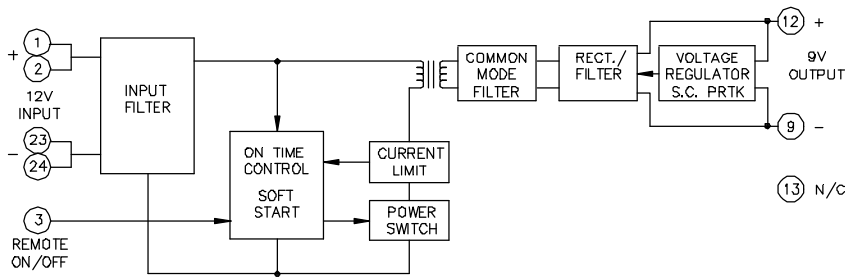 +
1
2
12V
INPUT
-
23
24
3
REMOTE
ON/OFF
INPUT
FILTER
ON TIME
CONTROL
SOFT
START
CURRENT
LIMIT
POWER
SWITCH
COMMON
MODE
FILTER
RECT./
FILTER
VOLTAGE
REGULATOR
S.C. PRTK
12 +
9V
OUTPUT
9 -
13 N/C